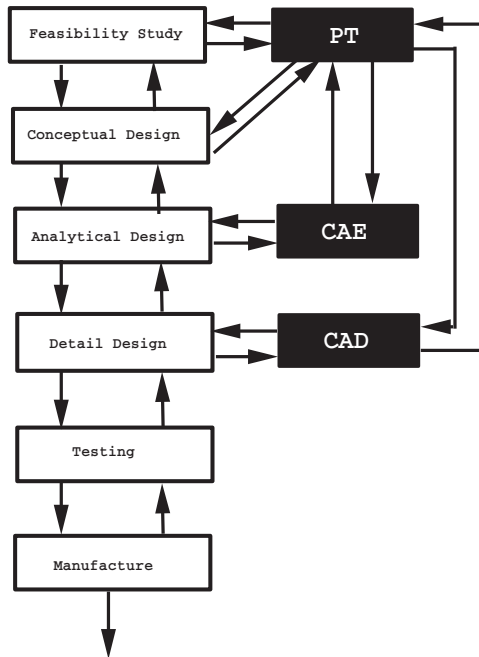 Feasibility Study
PT
Conceptual Design
Analytical Design
CAE
Detail Design
CAD
Testing
Manufacture